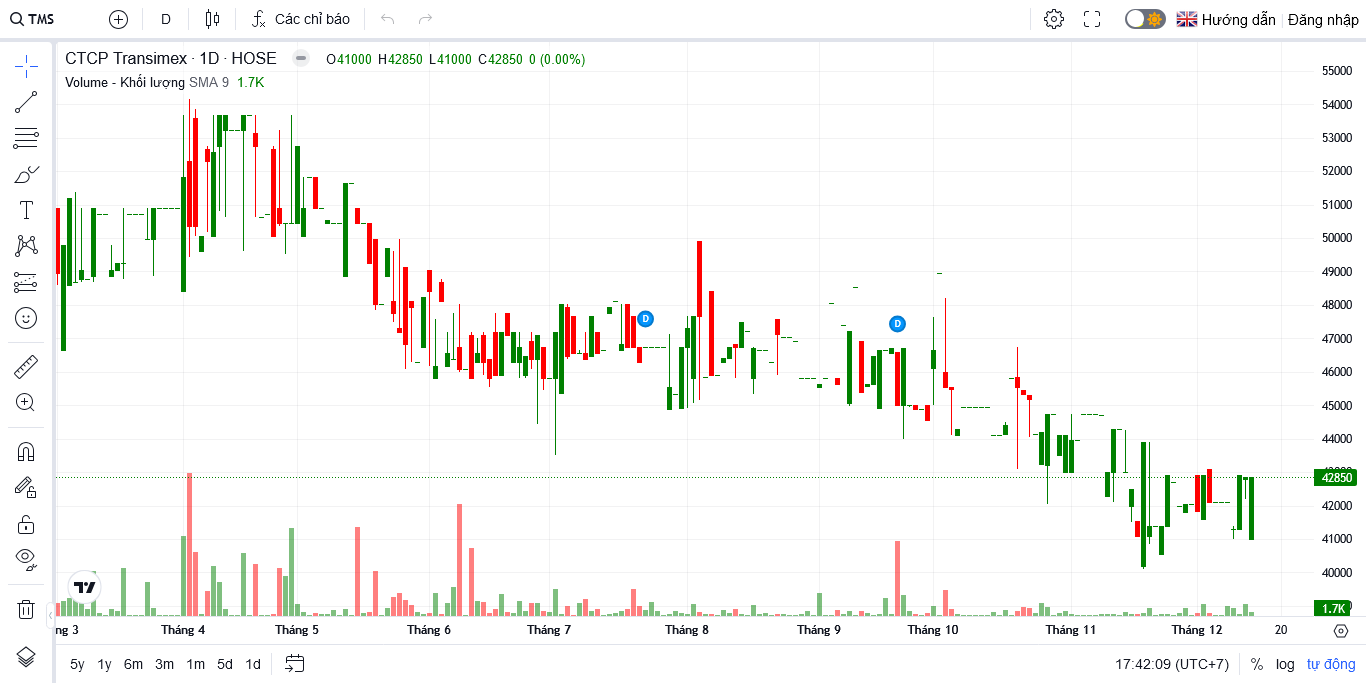 TMS D Các chỉ báo Hướng dẫn Đăng nhập
CTCP Transimex · 1D · HOSE O41000 H42850 L41000 C42850 0 (0.00%)
Volume - Khối lượng SMA 9 1.7K
55000
54000
53000
52000
51000
50000
49000
48000
D D
47000
46000
45000
44000
42850
42000
41000
40000
1.7K
ng 3 Tháng 4 Tháng 5 Tháng 6 Tháng 7 Tháng 8 Tháng 9 Tháng 10 Tháng 11 Tháng 12 20
5y 1y 6m 3m 1m 5d 1d 17:42:09 (UTC+7) % log tự động